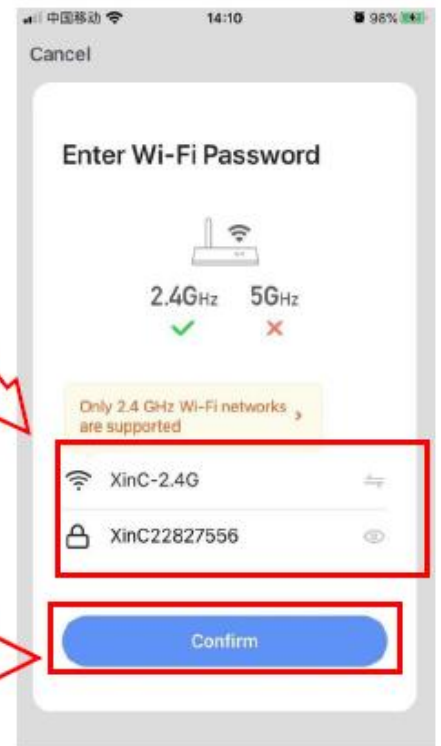 中国移动 14:10 98%
Cancel
Enter Wi-Fi Password
2.4GHz 5GHz
Only 2.4 GHz Wi-Fi networks
are supported
XinC-2.4G
XinC22827556
Confirm